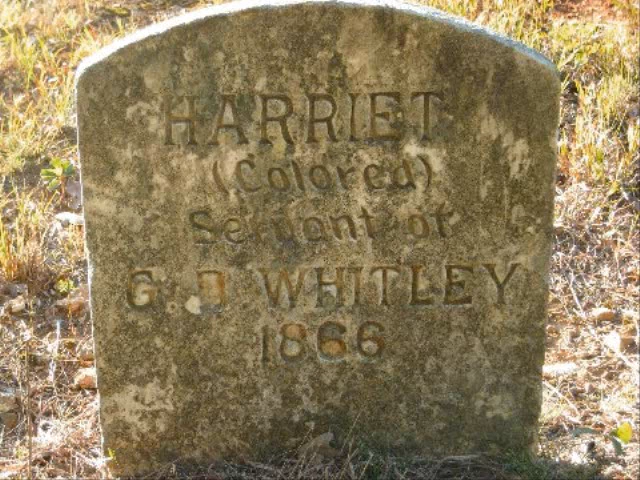 HARRIET
(Colored)
Servant of
G. D WHITLEY
1866